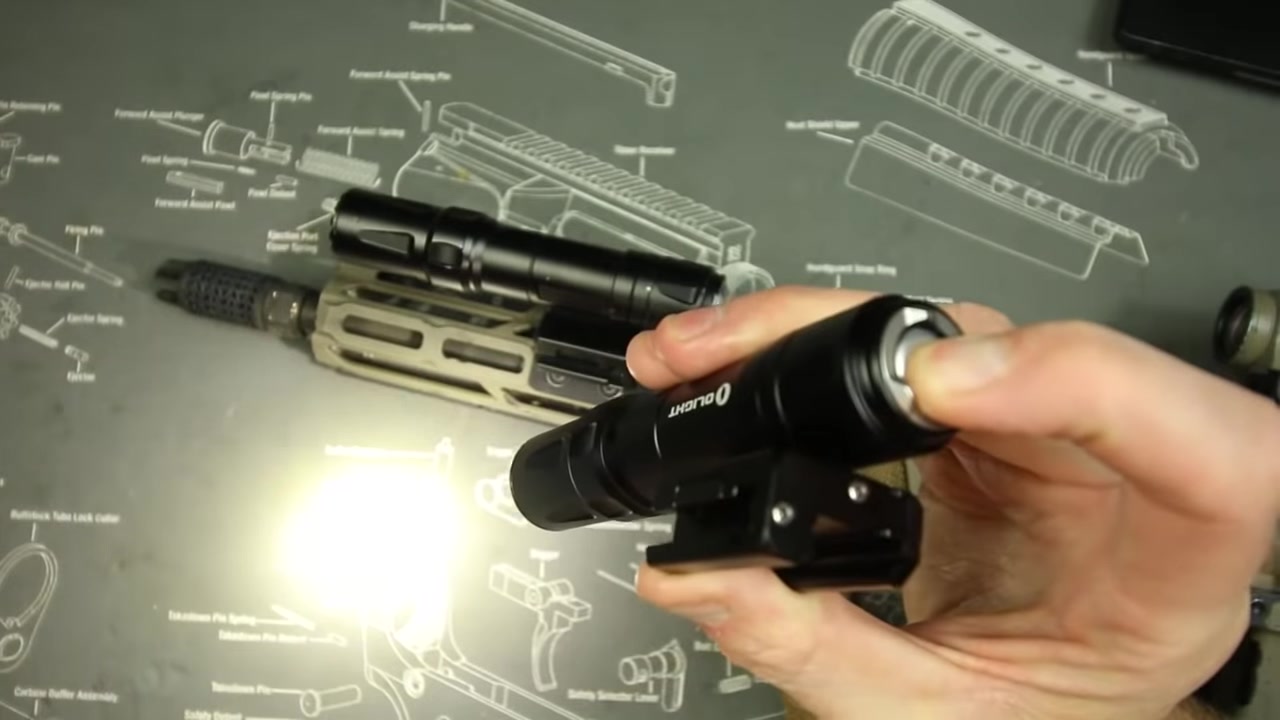 Charging Handle
Forward Assist Spring Pin
Pawl Spring Pin
Forward Assist Plunger
Forward Assist Spring
Pawl Spring
Pawl Detent
Forward Assist Pawl
Upper Receiver
Heat Shield Upper
Cam Pin
Firing Pin
Ejection Port
Cover Spring
Ejector Roll Pin
Ejector Spring
Ejector
Handguard Snap Ring
OLIGHT
Trigger
Buttstock Tube Lock Collar
Takedown Pin Spring
Takedown Pin Detent
Takedown Pin
Safety Selector Lever
Carbine Buffer Assembly
Safety Detent